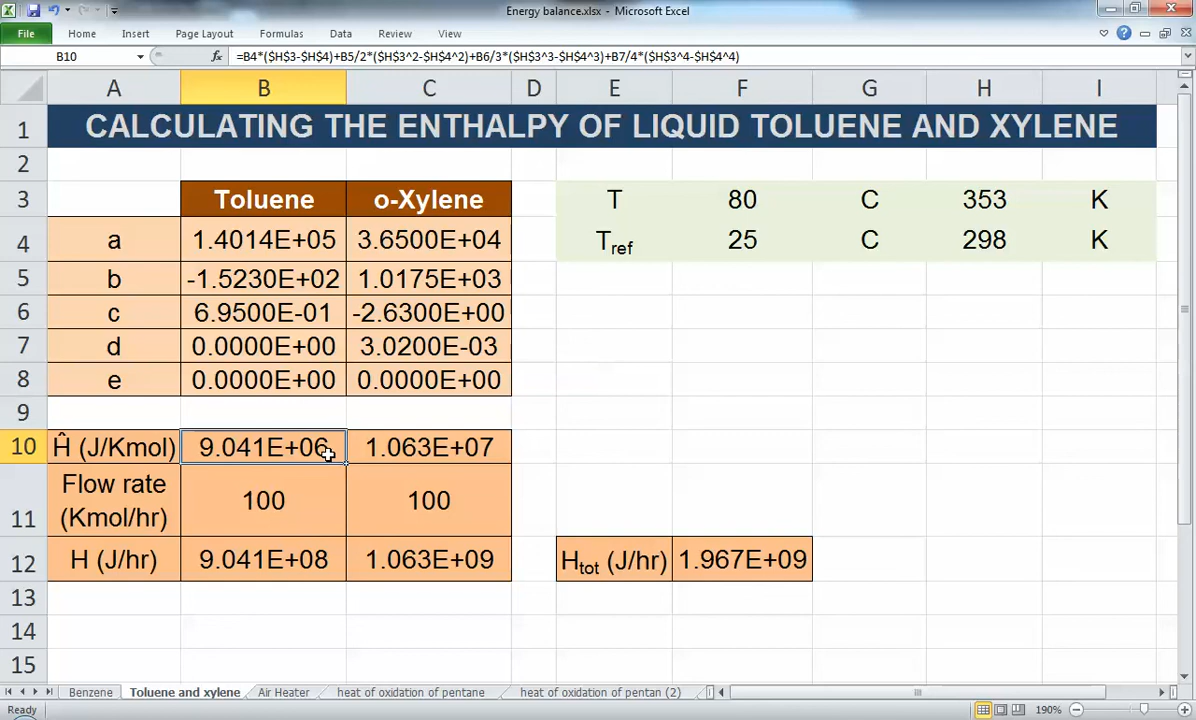 Energy balance.xlsx - Microsoft Excel
File Home Insert Page Layout Formulas Data Review View
B10 fx =B4*($H$3-$H$4)+B5/2*($H$3^2-$H$4^2)+B6/3*($H$3^3-$H$4^3)+B7/4*($H$3^4-$H$4^4)
A B C D E F G H I
1 CALCULATING THE ENTHALPY OF LIQUID TOLUENE AND XYLENE
2
3 Toluene o-Xylene T 80 C 353 K
4 a 1.4014E+05 3.6500E+04 Tref 25 C 298 K
5 b -1.5230E+02 1.0175E+03
6 c 6.9500E-01 -2.6300E+00
7 d 0.0000E+00 3.0200E-03
8 e 0.0000E+00 0.0000E+00
9
10 Ĥ (J/Kmol) 9.041E+06 1.063E+07
11 Flow rate
(Kmol/hr) 100 100
12 H (J/hr) 9.041E+08 1.063E+09 Htot (J/hr) 1.967E+09
13
14
15
Benzene Toluene and xylene Air Heater heat of oxidation of pentane heat of oxidation of pentan (2)
Ready 190%